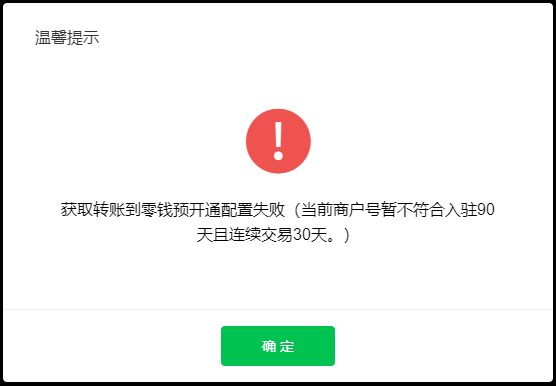 温馨提示
获取转账到零钱预开通配置失败（当前商户号暂不符合入驻90
天且连续交易30天。）
确定